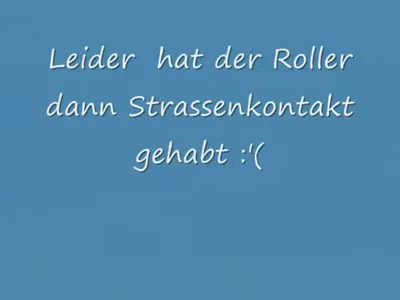 Leider hat der Roller
dann Strassenkontakt
gehabt :'(